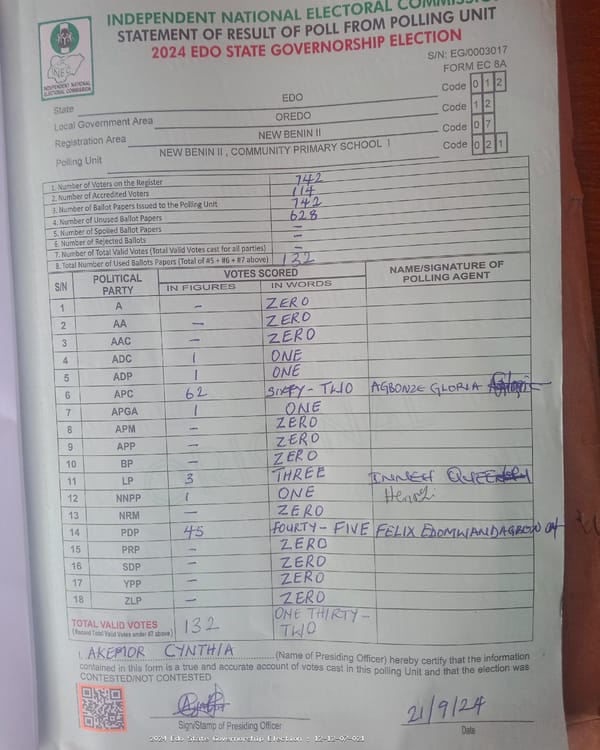 INDEPENDENT NATIONAL ELECTORAL COMMISSION
STATEMENT OF RESULT OF POLL FROM POLLING UNIT
2024 EDO STATE GOVERNORSHIP ELECTION
INEC
INDEPENDENT NATIONAL
ELECTORAL COMMISSION
S/N: EG/0003017
FORM EC 8A
State EDO Code 0 1 2
Local Government Area OREDO Code 1 2
Registration Area NEW BENIN II Code 0 7
Polling Unit NEW BENIN II , COMMUNITY PRIMARY SCHOOL I Code 0 2 1
1. Number of Voters on the Register 742
2. Number of Accredited Voters 114
3. Number of Ballot Papers Issued to the Polling Unit 742
4. Number of Unused Ballot Papers 628
5. Number of Spoiled Ballot Papers –
6. Number of Rejected Ballots –
7. Number of Total Valid Votes (Total Valid Votes cast for all parties) –
8. Total Number of Used Ballots Papers (Total of #5 + #6 + #7 above) 132
S/N POLITICAL PARTY VOTES SCORED NAME/SIGNATURE OF POLLING AGENT
IN FIGURES IN WORDS
1 A – ZERO
2 AA – ZERO
3 AAC – ZERO
4 ADC 1 ONE
5 ADP 1 ONE
6 APC 62 SIXTY-TWO AGBONZE GLORIA
7 APGA 1 ONE
8 APM – ZERO
9 APP – ZERO
10 BP – ZERO
11 LP 3 THREE INNEH
12 NNPP 1 ONE
13 NRM – ZERO
14 PDP 45 FOURTY-FIVE FELIX
15 PRP – ZERO
16 SDP – ZERO
17 YPP – ZERO
18 ZLP – ZERO
TOTAL VALID VOTES 132 ONE THIRTY-
(Record Total Valid Votes under #7 above) TWO
I, AKEMOR CYNTHIA (Name of Presiding Officer) hereby certify that the information
contained in this form is a true and accurate account of votes cast in this polling Unit and that the election was
CONTESTED/NOT CONTESTED
21/9/24
Sign/Stamp of Presiding Officer Date
2024 Edo State Governorship Election : 12-12-07-021